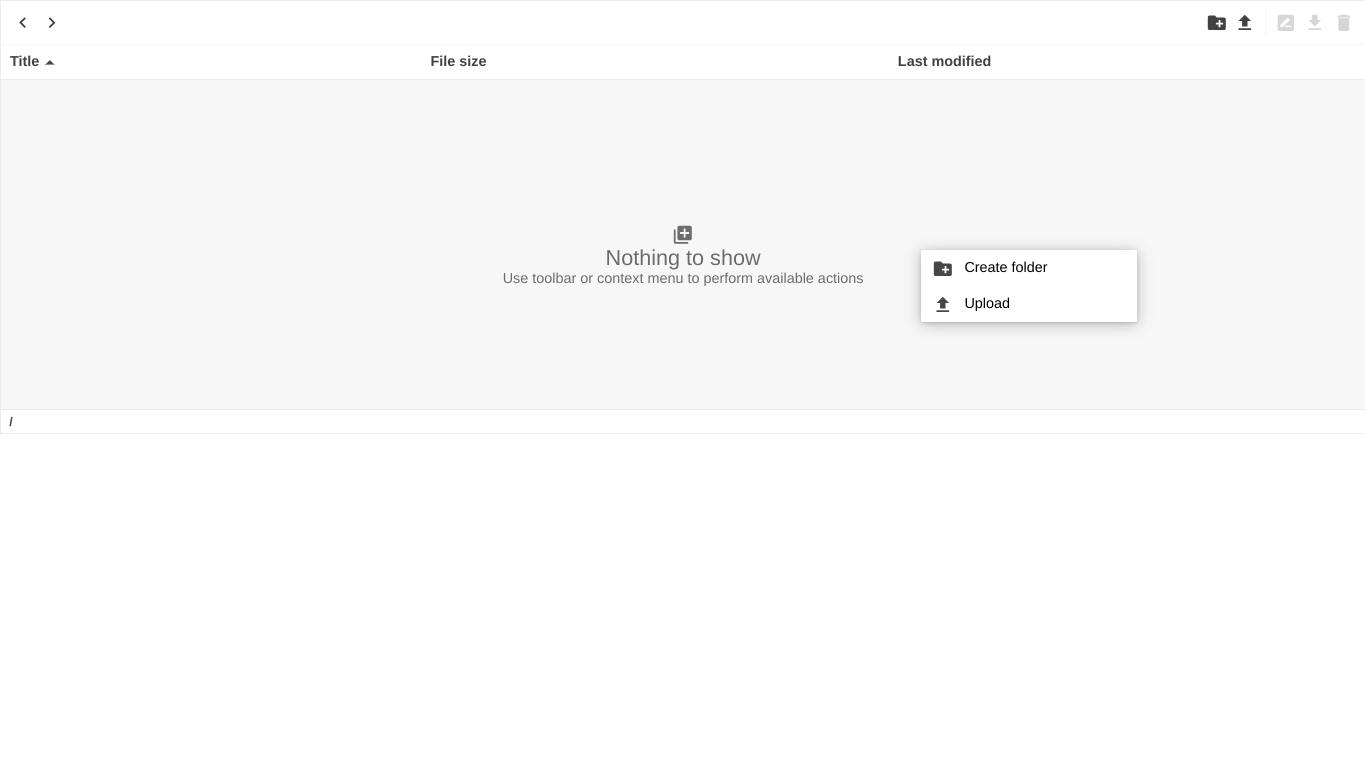 Title
File size
Last modified
Nothing to show
Use toolbar or context menu to perform available actions
Create folder
Upload
/